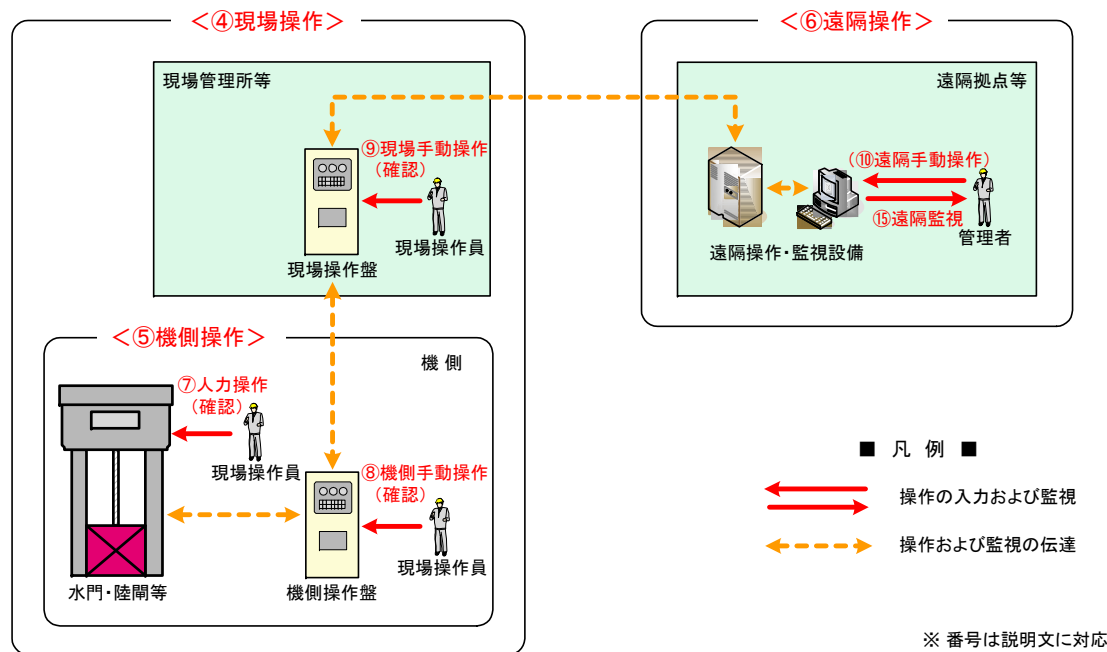 ＜④現場操作＞
現場管理所等
⑨現場手動操作
（確認）
現場操作員
現場操作盤
＜⑤機側操作＞
機 側
⑦人力操作
（確認）
現場操作員
⑧機側手動操作
（確認）
現場操作員
水門・陸閘等
機側操作盤
＜⑥遠隔操作＞
遠隔拠点等
（⑩遠隔手動操作）
⑮遠隔監視
管理者
遠隔操作・監視設備
■ 凡 例 ■
操作の入力および監視
操作および監視の伝達
※ 番号は説明文に対応